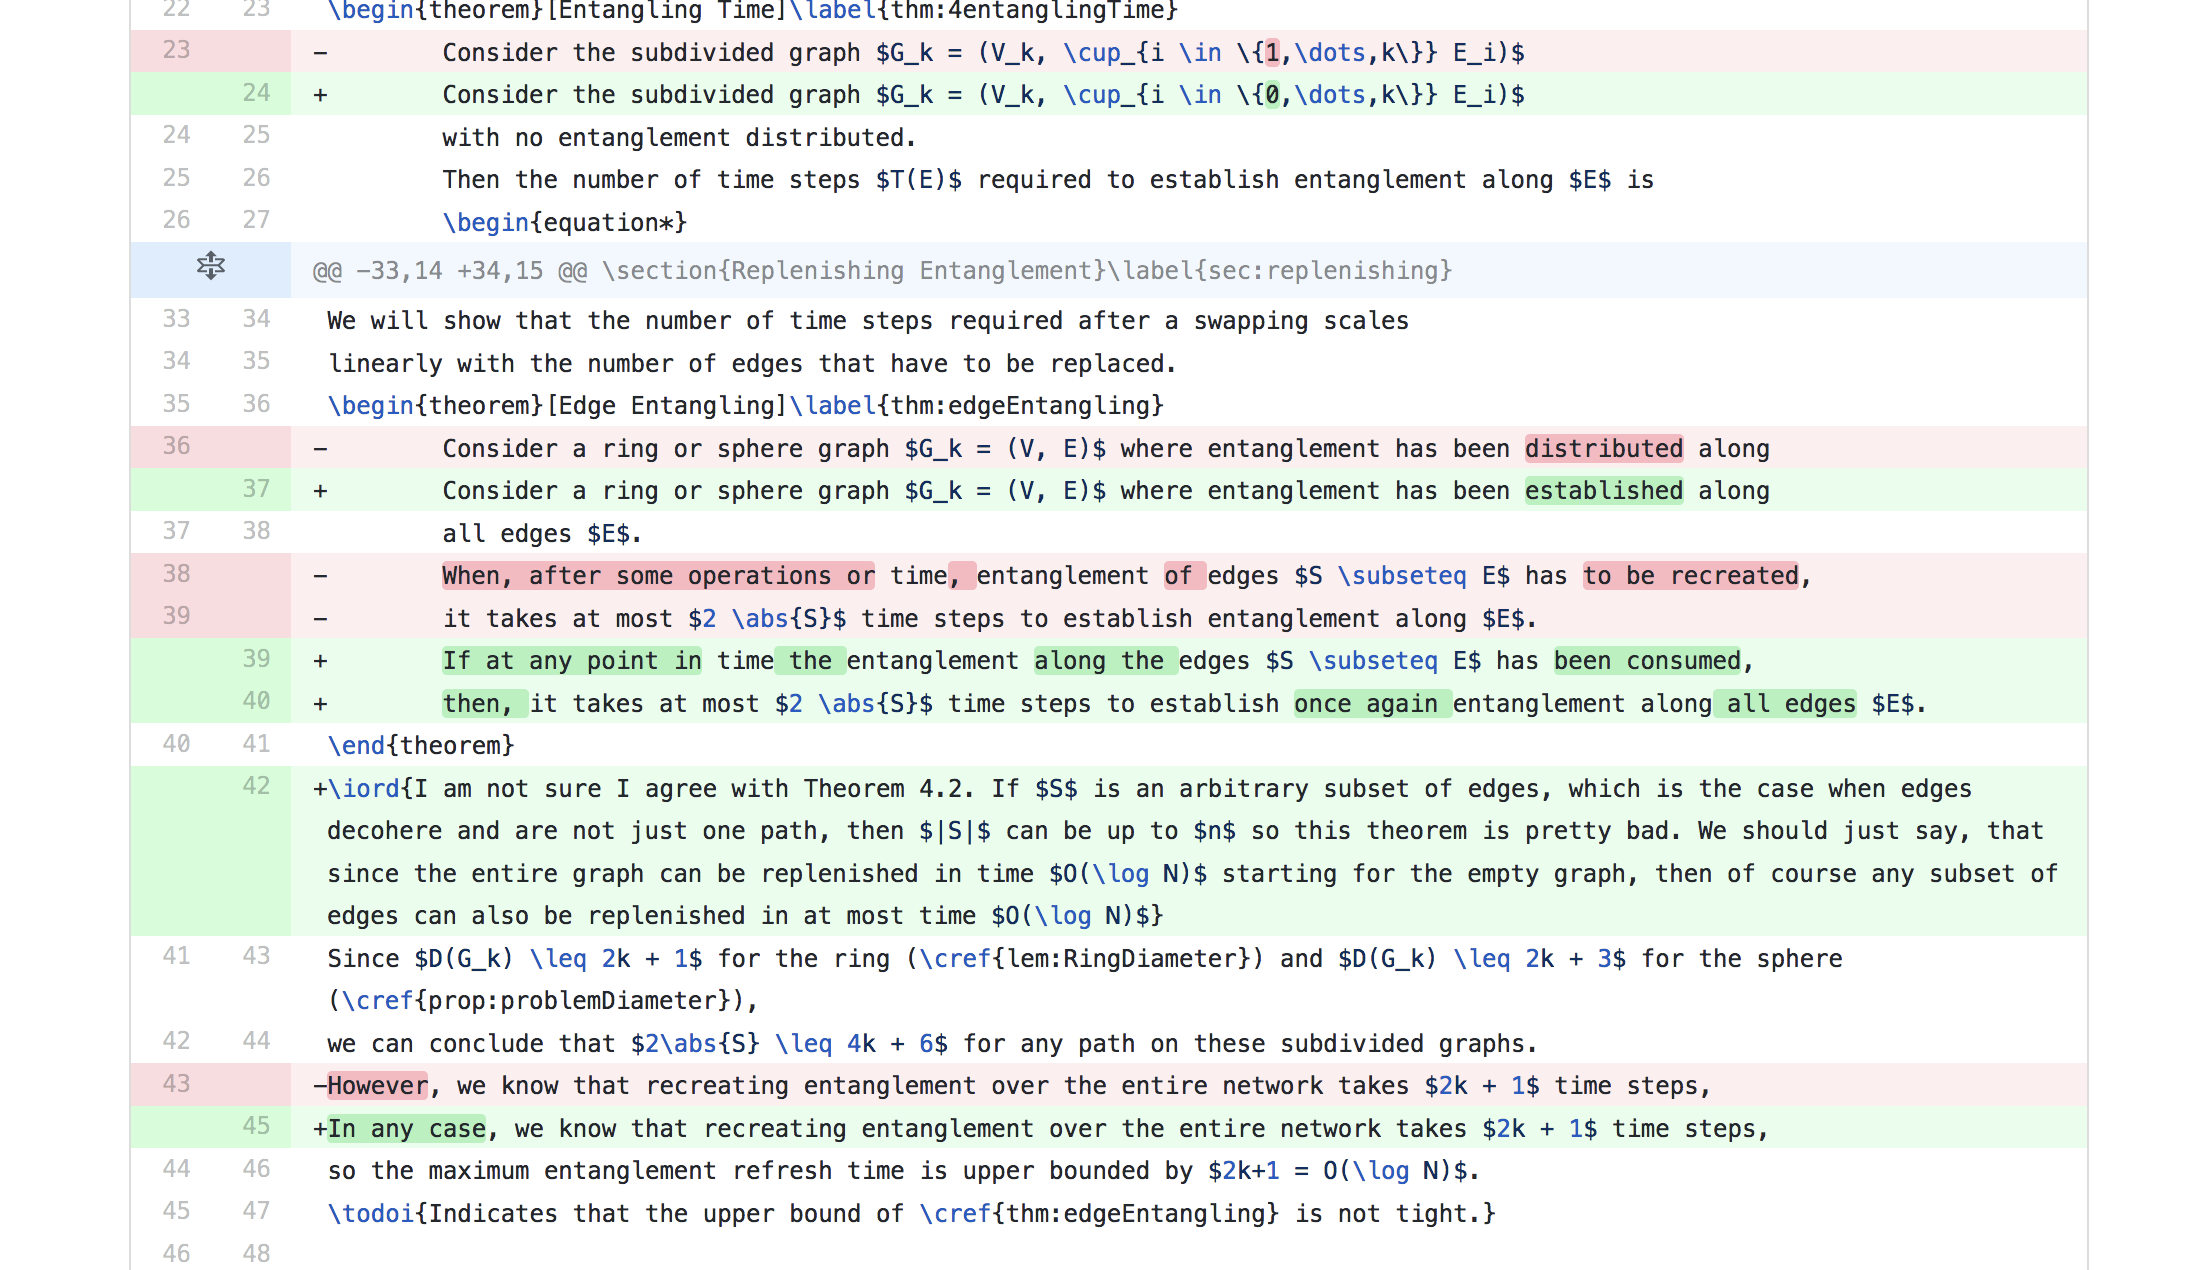 22 23 \begin{theorem}[Entangling Time]\label{thm:4entanglingTime}
23 - Consider the subdivided graph $G_k = (V_k, \cup_{i \in \{1,\dots,k\}} E_i)$
24 + Consider the subdivided graph $G_k = (V_k, \cup_{i \in \{0,\dots,k\}} E_i)$
24 25 with no entanglement distributed.
25 26 Then the number of time steps $T(E)$ required to establish entanglement along $E$ is
26 27 \begin{equation*}
@@ -33,14 +34,15 @@ \section{Replenishing Entanglement}\label{sec:replenishing}
33 34 We will show that the number of time steps required after a swapping scales
34 35 linearly with the number of edges that have to be replaced.
35 36 \begin{theorem}[Edge Entangling]\label{thm:edgeEntangling}
36 - Consider a ring or sphere graph $G_k = (V, E)$ where entanglement has been distributed along
37 + Consider a ring or sphere graph $G_k = (V, E)$ where entanglement has been established along
37 38 all edges $E$.
38 - When, after some operations or time, entanglement of edges $S \subseteq E$ has to be recreated,
39 - it takes at most $2 \abs{S}$ time steps to establish entanglement along $E$.
39 + If at any point in time the entanglement along the edges $S \subseteq E$ has been consumed,
40 + then, it takes at most $2 \abs{S}$ time steps to establish once again entanglement along all edges $E$.
40 41 \end{theorem}
42 +\iord{I am not sure I agree with Theorem 4.2. If $S$ is an arbitrary subset of edges, which is the case when edges
decohere and are not just one path, then $|S|$ can be up to $n$ so this theorem is pretty bad. We should just say, that
since the entire graph can be replenished in time $O(\log N)$ starting for the empty graph, then of course any subset of
edges can also be replenished in at most time $O(\log N)$}
41 43 Since $D(G_k) \leq 2k + 1$ for the ring (\cref{lem:RingDiameter}) and $D(G_k) \leq 2k + 3$ for the sphere
(\cref{prop:problemDiameter}),
42 44 we can conclude that $2\abs{S} \leq 4k + 6$ for any path on these subdivided graphs.
43 -However, we know that recreating entanglement over the entire network takes $2k + 1$ time steps,
45 +In any case, we know that recreating entanglement over the entire network takes $2k + 1$ time steps,
44 46 so the maximum entanglement refresh time is upper bounded by $2k+1 = O(\log N)$.
45 47 \todoi{Indicates that the upper bound of \cref{thm:edgeEntangling} is not tight.}
46 48